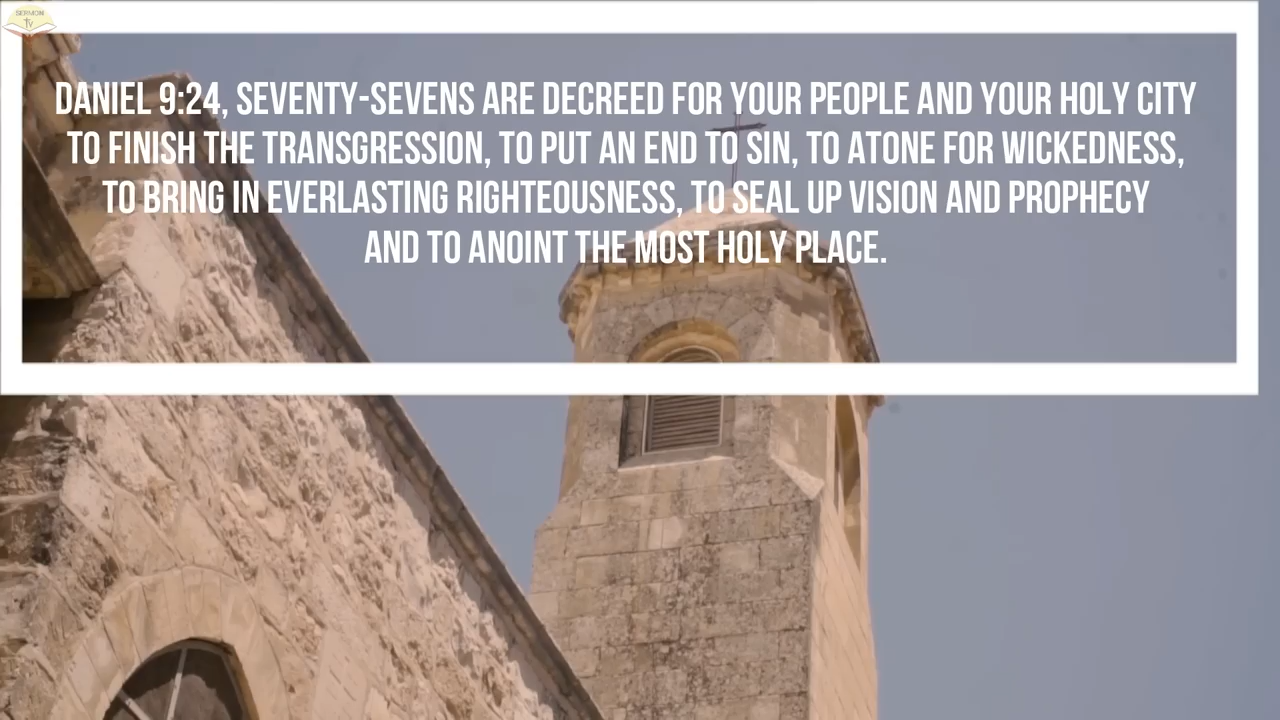 SERMON
TV
DANIEL 9:24, SEVENTY-SEVENS ARE DECREED FOR YOUR PEOPLE AND YOUR HOLY CITY
TO FINISH THE TRANSGRESSION, TO PUT AN END TO SIN, TO ATONE FOR WICKEDNESS,
TO BRING IN EVERLASTING RIGHTEOUSNESS, TO SEAL UP VISION AND PROPHECY
AND TO ANOINT THE MOST HOLY PLACE.